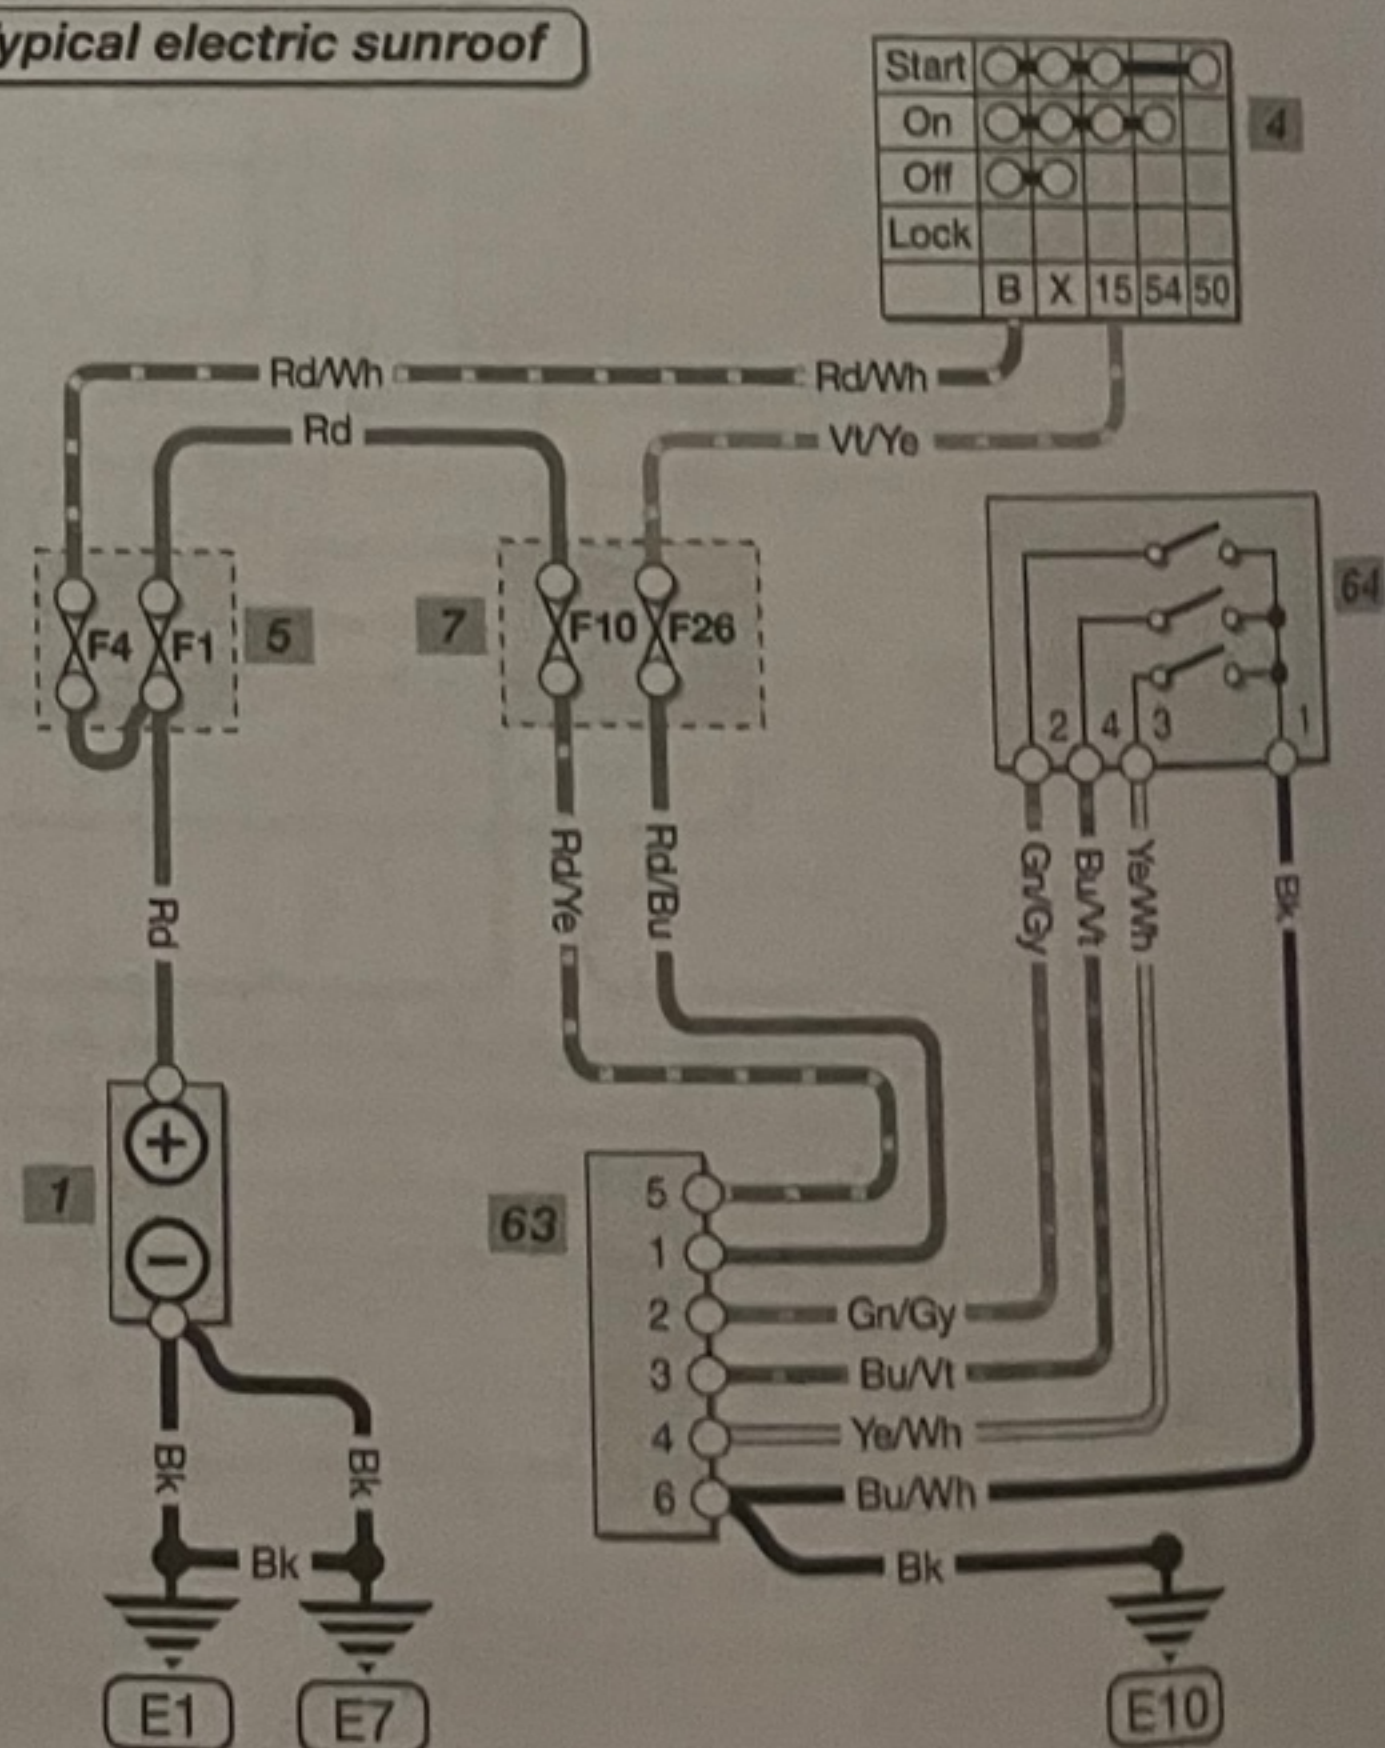 ypical electric sunroof
Start
On
Off
Lock
B X 15 54 50
4
Rd/Wh Rd/Wh
Rd Vt/Ye
F4 F1 5
7 F10 F26
64
2 4 3 1
Rd
Rd/Ye
Rd/Bu
Gn/Gy
Bu/Vt
Ye/Wh
Bk
1
+
−
63
5
1
2 Gn/Gy
3 Bu/Vt
4 Ye/Wh
6 Bu/Wh
Bk
Bk
Bk
Bk
E1
E7
E10